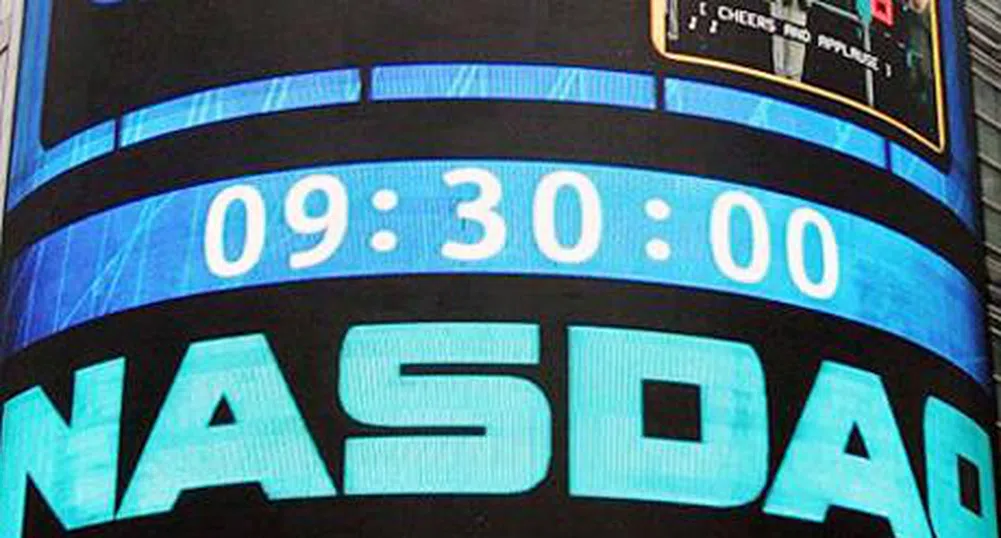 [ CHEERS AND APPLAUSE ]
♪ ♪
09:30:00
NASDAQ